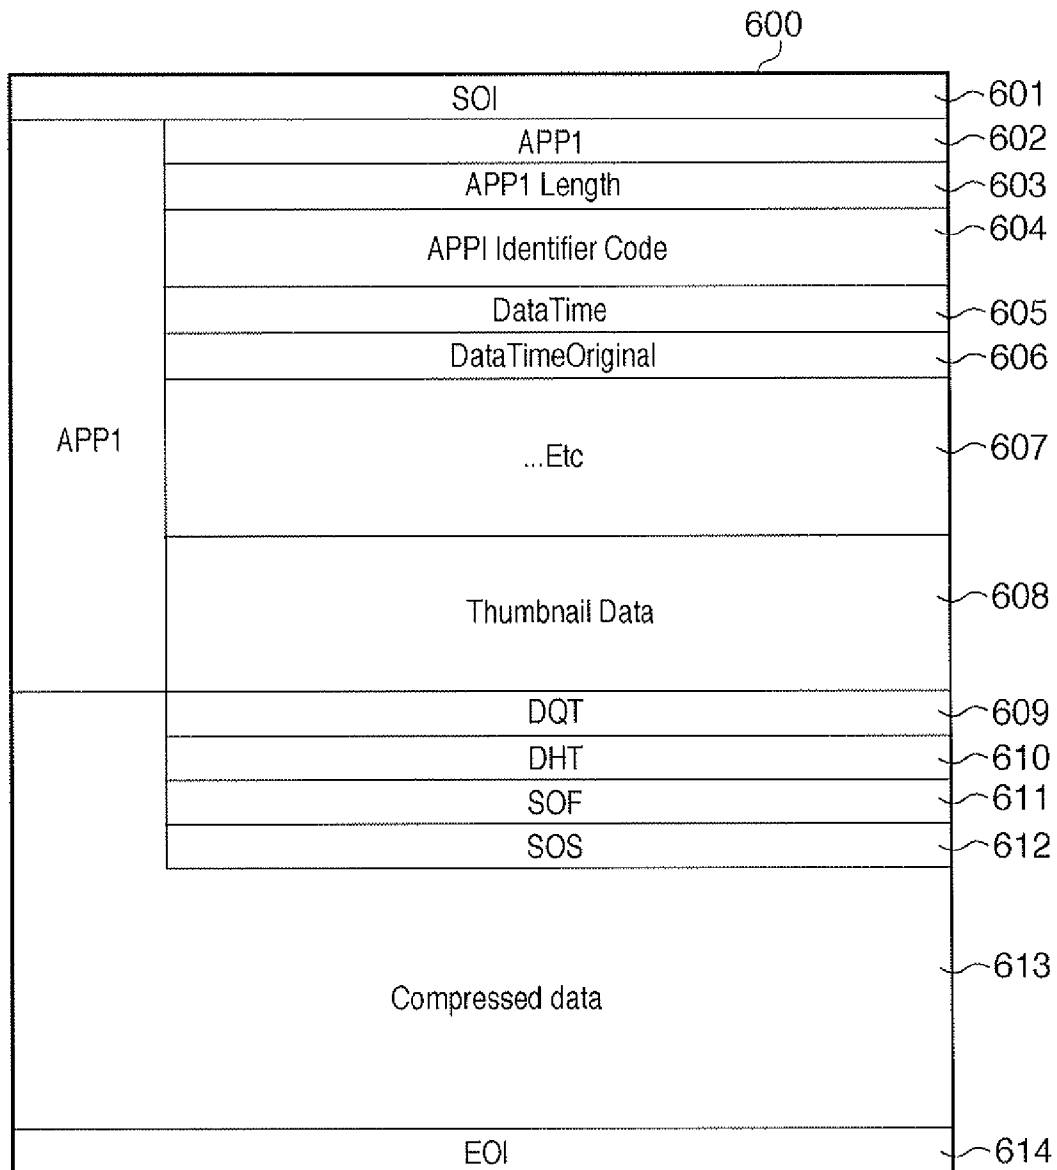 600
SOI 601
APP1 602
APP1 Length 603
APPI Identifier Code 604
DataTime 605
DataTimeOriginal 606
APP1
...Etc 607
Thumbnail Data 608
DQT 609
DHT 610
SOF 611
SOS 612
Compressed data 613
EOI 614